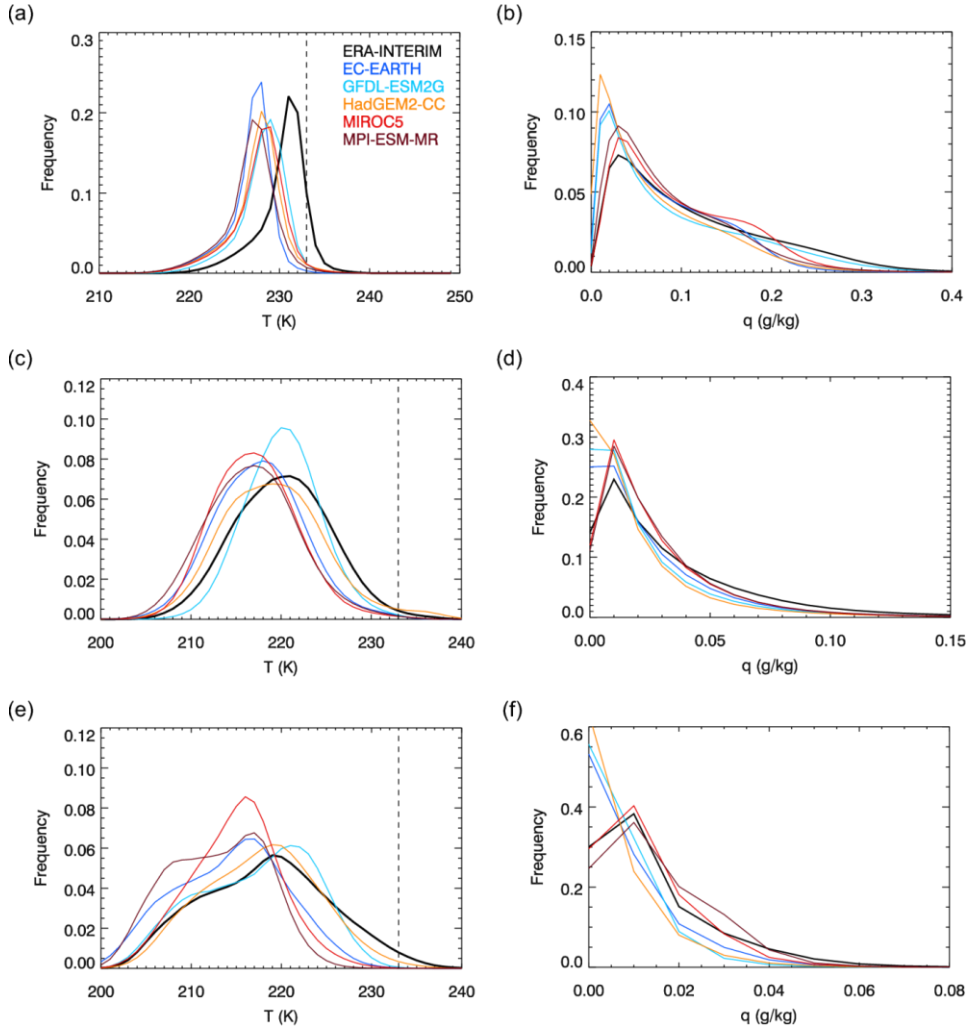 (a)
0.3
0.2
0.1
0.0
Frequency
ERA-INTERIM
EC-EARTH
GFDL-ESM2G
HadGEM2-CC
MIROC5
MPI-ESM-MR
210 220 230 240 250
T (K)
(b)
0.15
0.10
0.05
0.00
Frequency
0.0 0.1 0.2 0.3 0.4
q (g/kg)
(c)
0.12
0.10
0.08
0.06
0.04
0.02
0.00
Frequency
200 210 220 230 240
T (K)
(d)
0.4
0.3
0.2
0.1
0.0
Frequency
0.00 0.05 0.10 0.15
q (g/kg)
(e)
0.12
0.10
0.08
0.06
0.04
0.02
0.00
Frequency
200 210 220 230 240
T (K)
(f)
0.6
0.4
0.2
0.0
Frequency
0.00 0.02 0.04 0.06 0.08
q (g/kg)